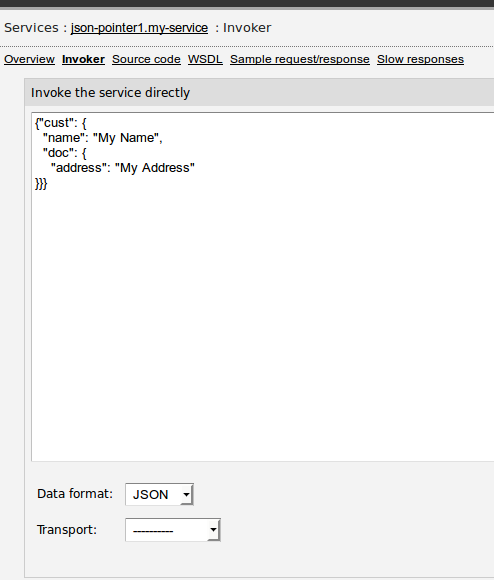 Services : json-pointer1.my-service : Invoker
Overview Invoker Source code WSDL Sample request/response Slow responses
Invoke the service directly
{"cust": {
"name": "My Name",
"doc": {
"address": "My Address"
}}}
Data format: JSON
Transport: ----------